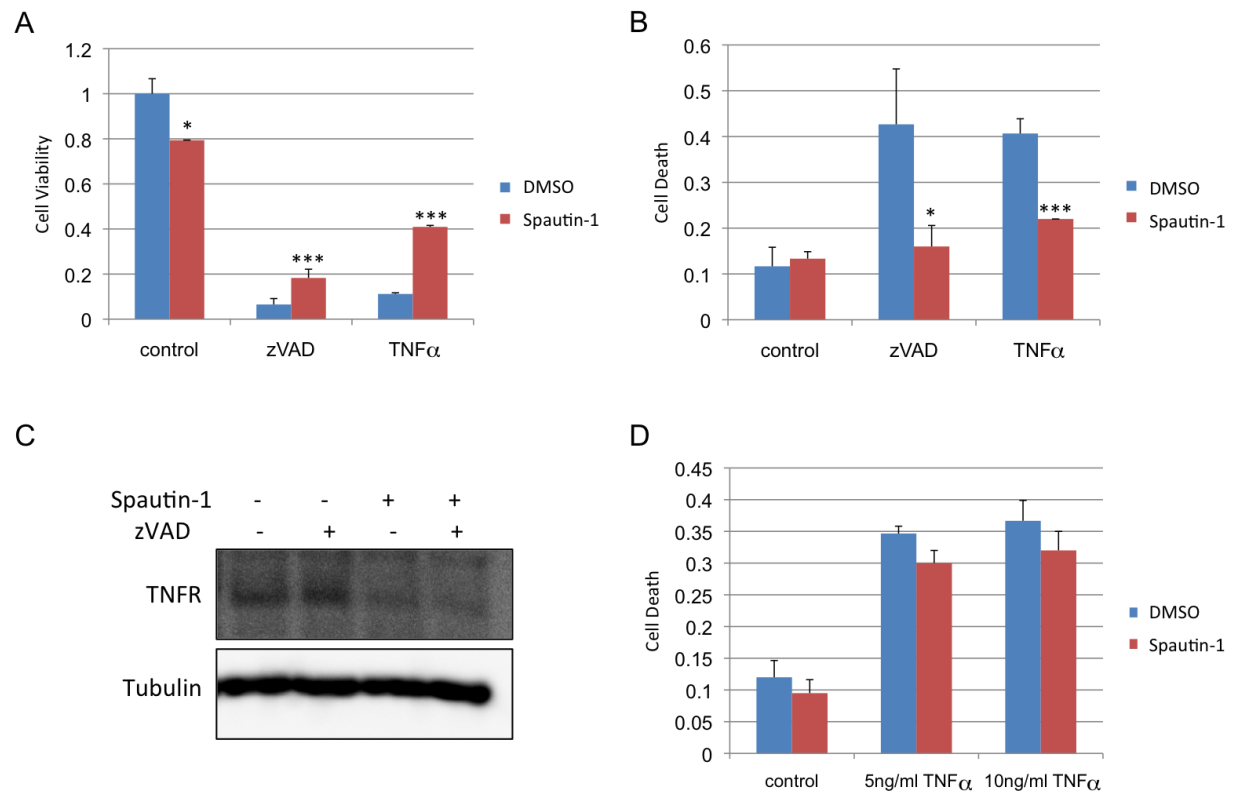 A
1.2
1
0.8
0.6
0.4
0.2
0
Cell Viability
*
***
***
control
zVAD
TNFα
DMSO
Spautin-1
B
0.6
0.5
0.4
0.3
0.2
0.1
0
Cell Death
*
***
control
zVAD
TNFα
DMSO
Spautin-1
C
Spautin-1 - - + +
zVAD - + - +
TNFR
Tubulin
D
0.45
0.4
0.35
0.3
0.25
0.2
0.15
0.1
0.05
0
Cell Death
control
5ng/ml TNFα
10ng/ml TNFα
DMSO
Spautin-1